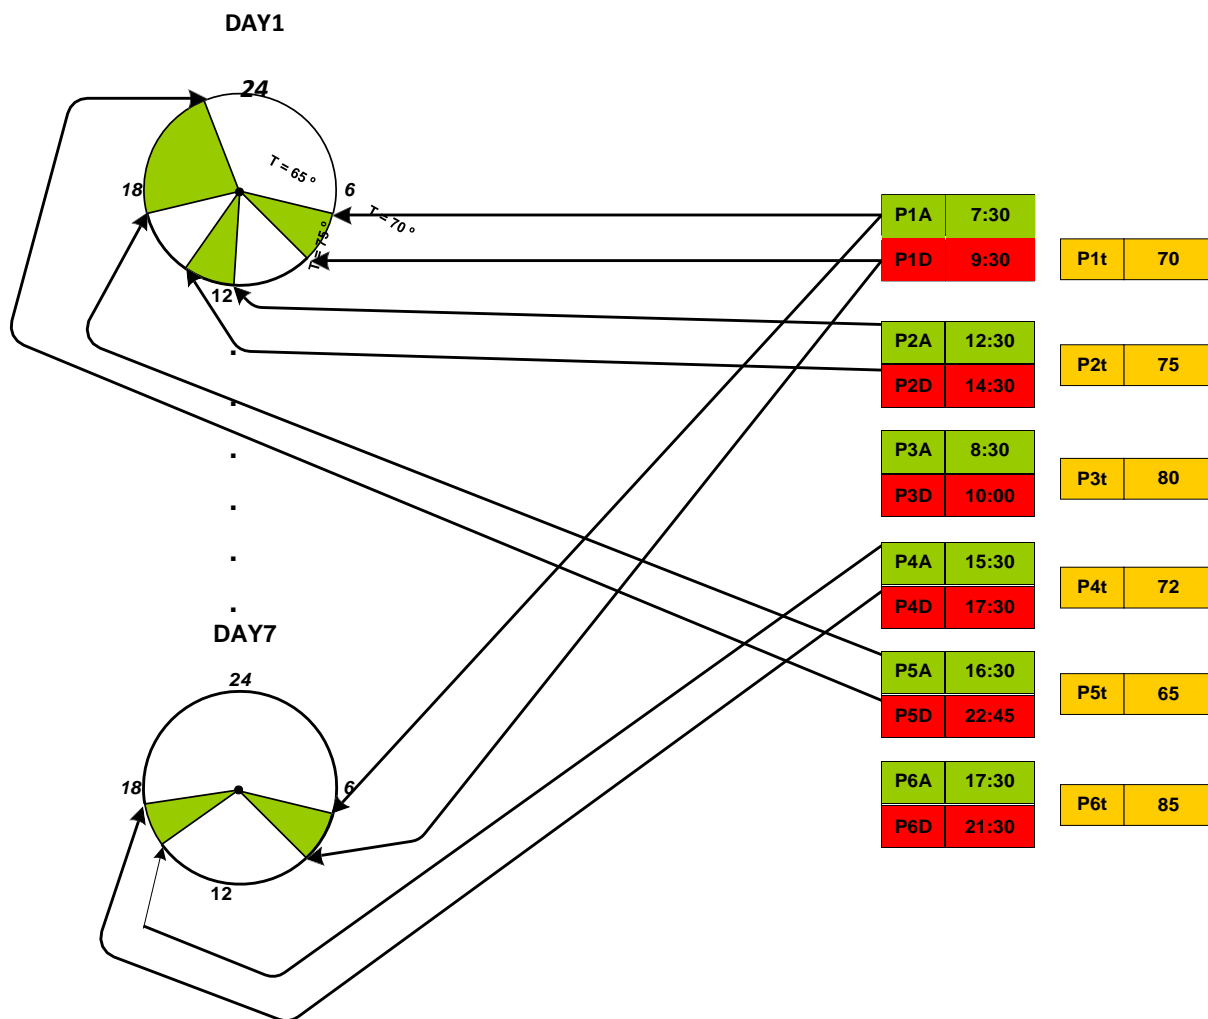 DAY1
24
T = 65 º
18
6
T = 70 º
T = 75 º
12
P1A 7:30
P1D 9:30
P1t 70
P2A 12:30
P2D 14:30
P2t 75
P3A 8:30
P3D 10:00
P3t 80
P4A 15:30
P4D 17:30
P4t 72
P5A 16:30
P5D 22:45
P5t 65
P6A 17:30
P6D 21:30
P6t 85
DAY7
24
18
6
12